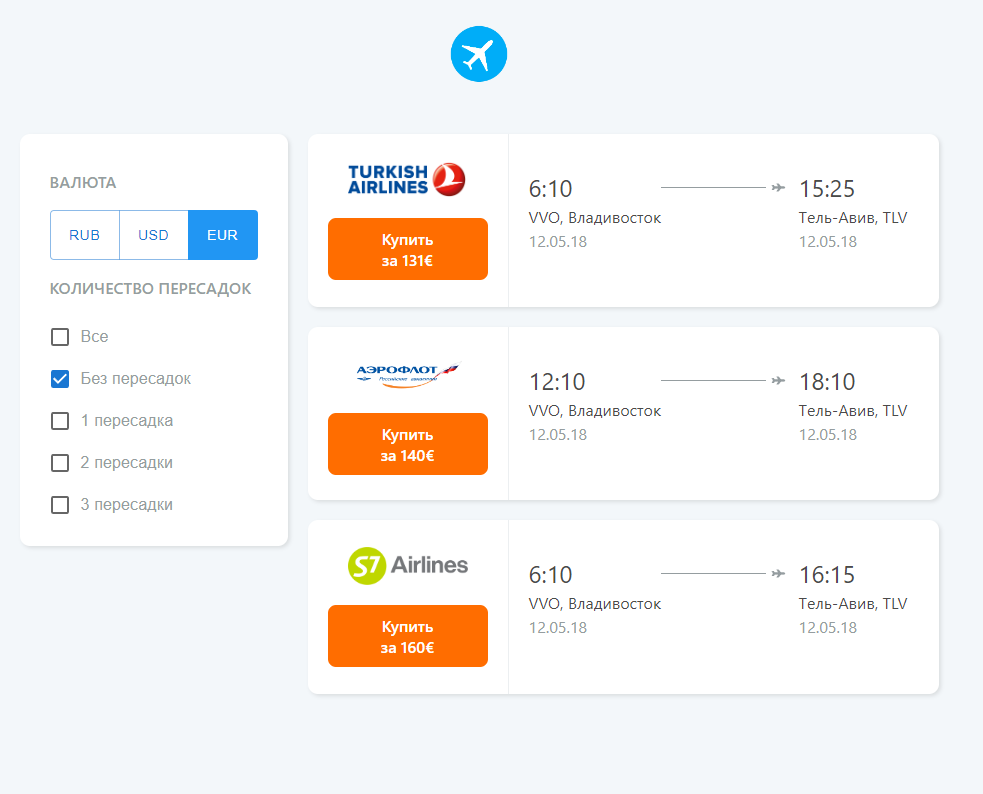 ВАЛЮТА
RUB USD EUR
КОЛИЧЕСТВО ПЕРЕСАДОК
Все
Без пересадок
1 пересадка
2 пересадки
3 пересадки
TURKISH
AIRLINES
Купить
за 131€
6:10 15:25
VVO, Владивосток Тель-Авив, TLV
12.05.18 12.05.18
АЭРОФЛОТ
Российские авиалинии
Купить
за 140€
12:10 18:10
VVO, Владивосток Тель-Авив, TLV
12.05.18 12.05.18
S7 Airlines
Купить
за 160€
6:10 16:15
VVO, Владивосток Тель-Авив, TLV
12.05.18 12.05.18